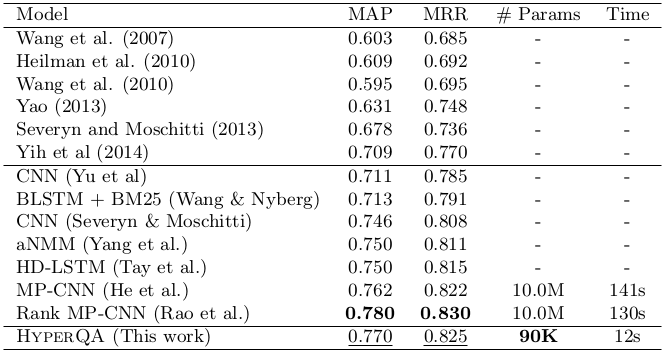 Model MAP MRR # Params Time
Wang et al. (2007) 0.603 0.685 - -
Heilman et al. (2010) 0.609 0.692 - -
Wang et al. (2010) 0.595 0.695 - -
Yao (2013) 0.631 0.748 - -
Severyn and Moschitti (2013) 0.678 0.736 - -
Yih et al (2014) 0.709 0.770 - -
CNN (Yu et al) 0.711 0.785 - -
BLSTM + BM25 (Wang & Nyberg) 0.713 0.791 - -
CNN (Severyn & Moschitti) 0.746 0.808 - -
aNMM (Yang et al.) 0.750 0.811 - -
HD-LSTM (Tay et al.) 0.750 0.815 - -
MP-CNN (He et al.) 0.762 0.822 10.0M 141s
Rank MP-CNN (Rao et al.) 0.780 0.830 10.0M 130s
HYPERQA (This work) 0.770 0.825 90K 12s